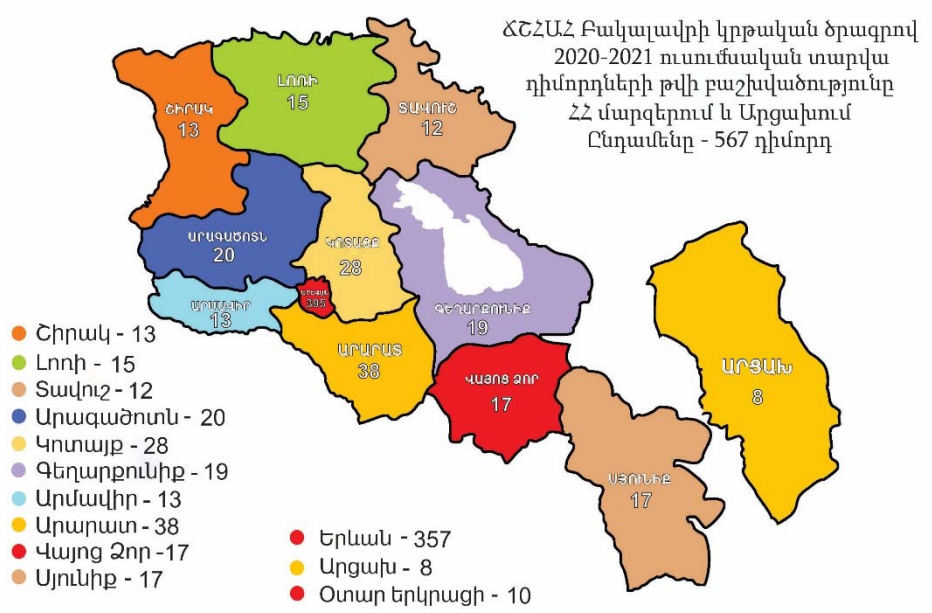 ՃՇՀԱՀ Բակալավրի կրթական ծրագրով
2020-2021 ուսումնական տարվա
դիմորդների թվի բաշխվածությունը
ՀՀ մարզերում և Արցախում
Ընդամենը - 567 դիմորդ
ՇԻՐԱԿ
13
ԼՈՌԻ
15
ՏԱՎՈՒՇ
12
ԱՐԱԳԱԾՈՏՆ
20
ԿՈՏԱՅՔ
28
ԵՐԵՎԱՆ
395
ԳԵՂԱՐՔՈՒՆԻՔ
19
ԱՐՄԱՎԻՐ
13
ԱՐԱՐԱՏ
38
ՎԱՅՈՑ ՁՈՐ
17
ՍՅՈՒՆԻՔ
17
ԱՐՑԱԽ
8
Շիրակ - 13
Լոռի - 15
Տավուշ - 12
Արագածոտն - 20
Կոտայք - 28
Գեղարքունիք - 19
Արմավիր - 13
Արարատ - 38
Վայոց Ձոր -17
Սյունիք - 17
Երևան - 357
Արցախ - 8
Օտար երկրացի - 10